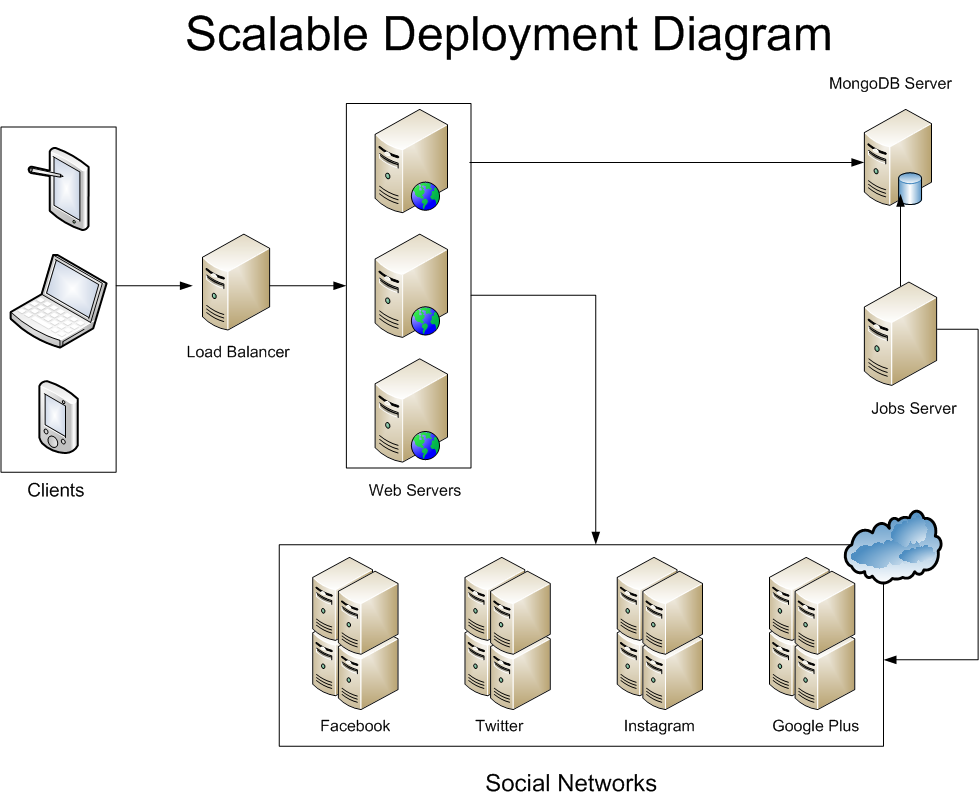 Scalable Deployment Diagram
MongoDB Server
Load Balancer
Jobs Server
Clients
Web Servers
Facebook
Twitter
Instagram
Google Plus
Social Networks